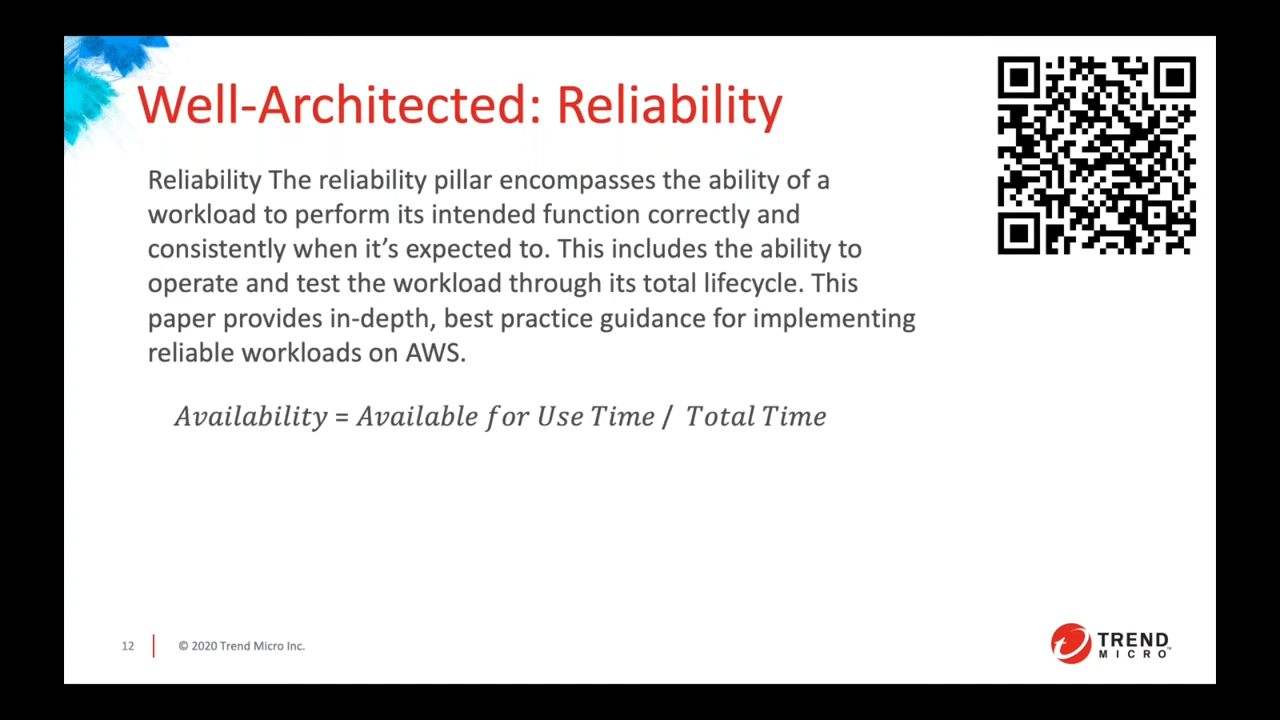 Well-Architected: Reliability
Reliability The reliability pillar encompasses the ability of a
workload to perform its intended function correctly and
consistently when it’s expected to. This includes the ability to
operate and test the workload through its total lifecycle. This
paper provides in-depth, best practice guidance for implementing
reliable workloads on AWS.
Availability = Available for Use Time / Total Time
12
© 2020 Trend Micro Inc.
TREND
MICRO™